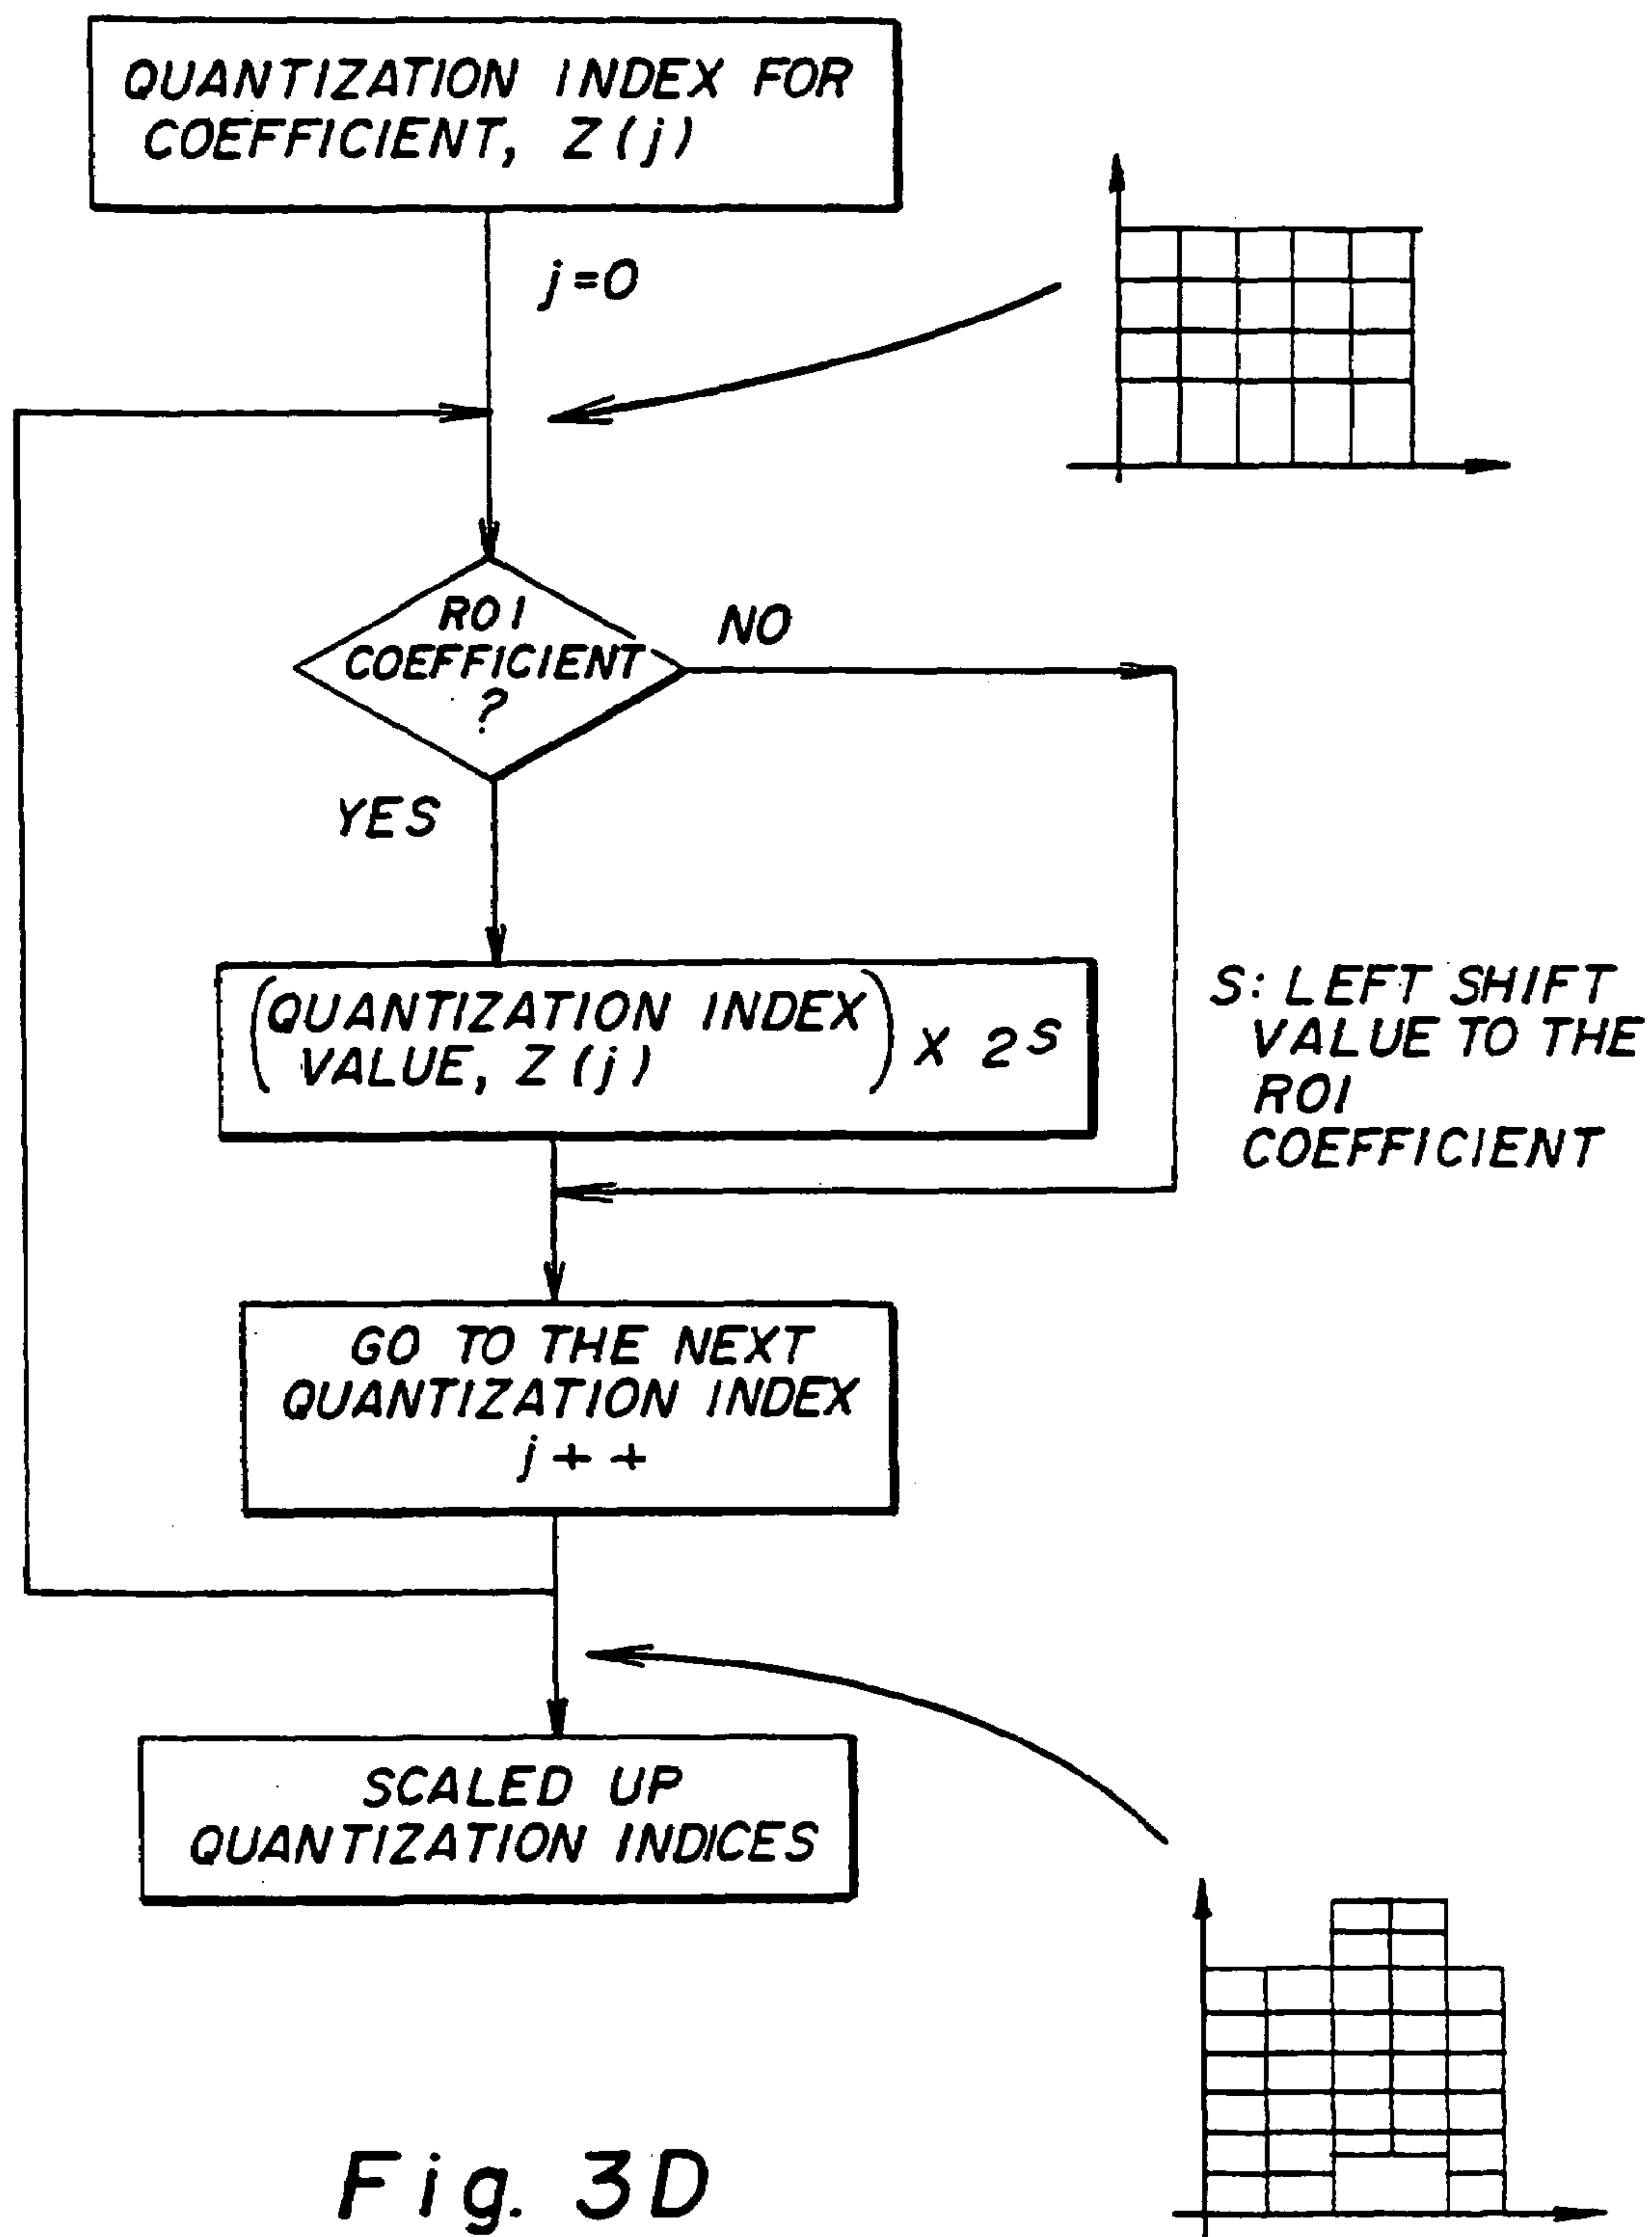 QUANTIZATION INDEX FOR
COEFFICIENT, Z(j)
j=0
ROI
COEFFICIENT
?
NO
YES
(QUANTIZATION INDEX
VALUE, Z(j)) X 2^S
S: LEFT SHIFT
VALUE TO THE
ROI
COEFFICIENT
GO TO THE NEXT
QUANTIZATION INDEX
j++
SCALED UP
QUANTIZATION INDICES
Fig. 3D